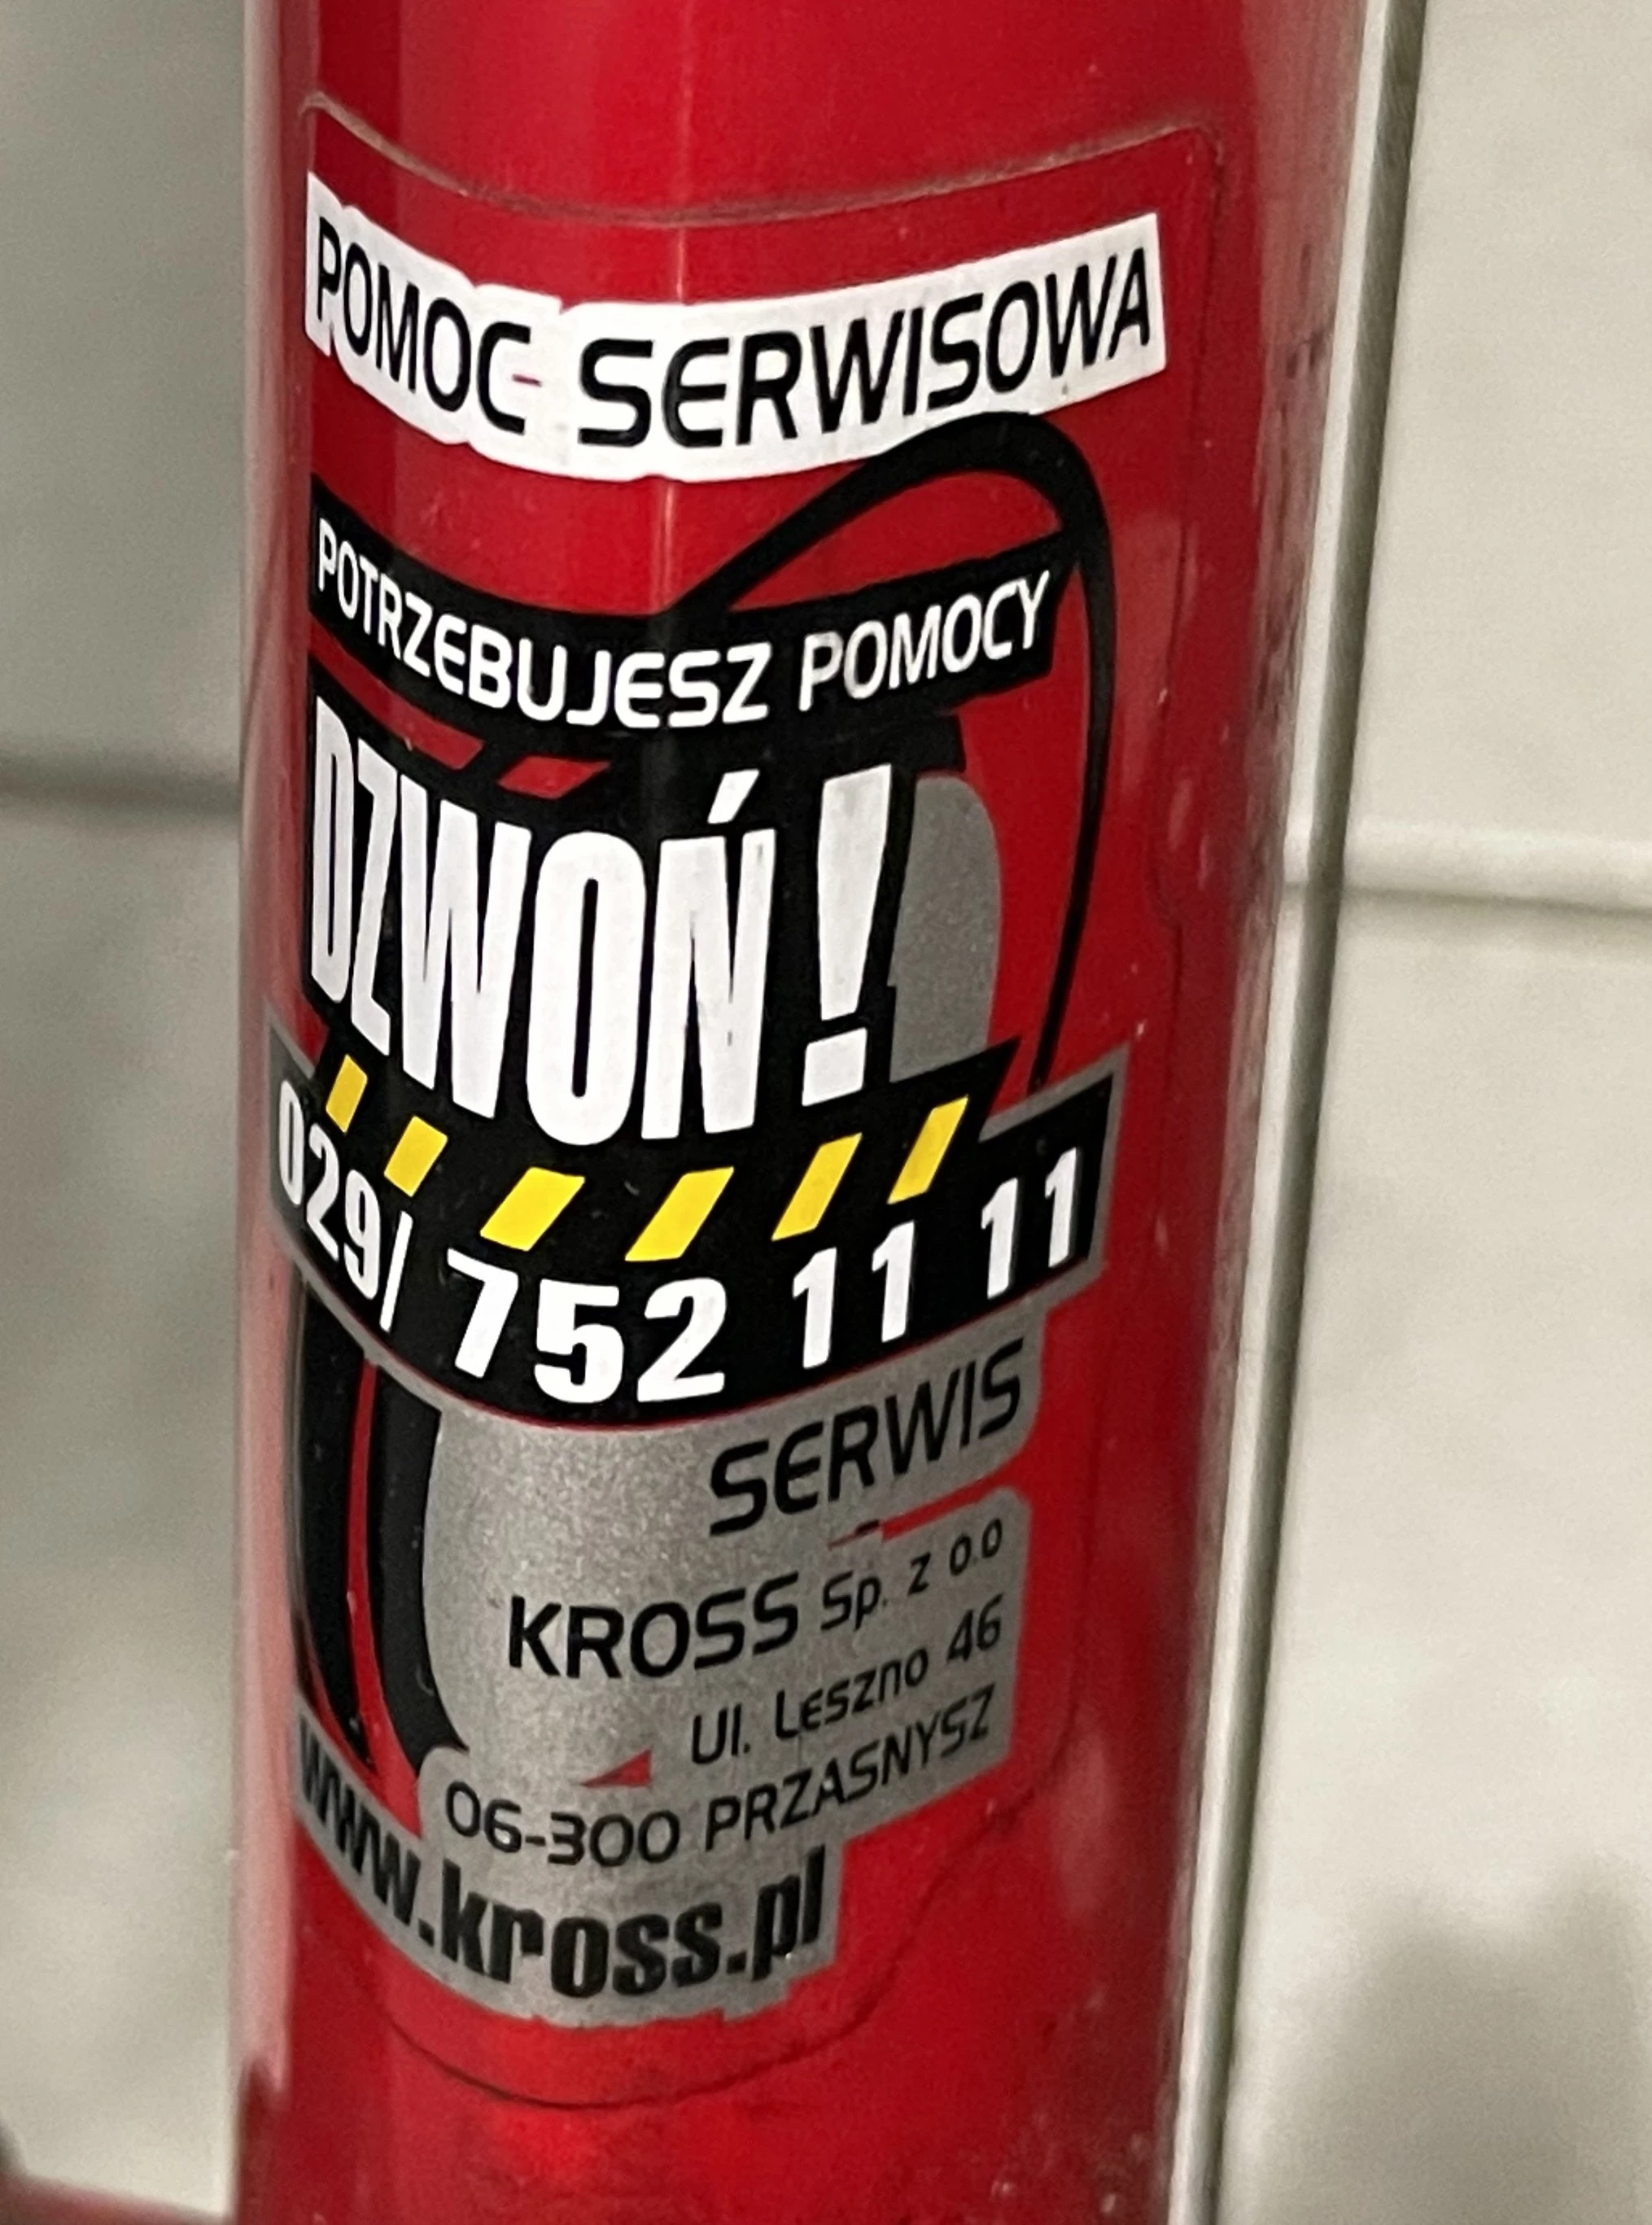 POMOC SERWISOWA
POTRZEBUJESZ POMOCY
DZWOŃ!
029/ 752 11 11
SERWIS
KROSS Sp. z o.o
Ul. Leszno 46
06-300 PRZASNYSZ
www.kross.pl